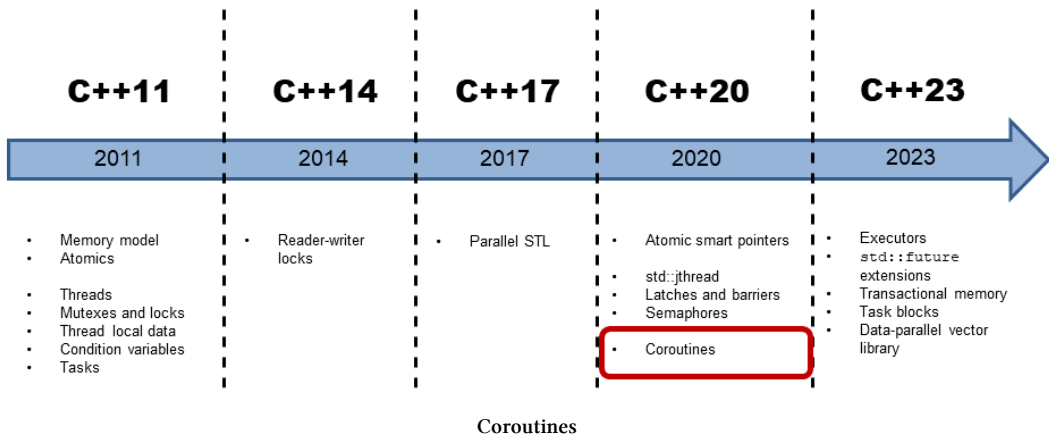 C++11
C++14
C++17
C++20
C++23
2011
2014
2017
2020
2023
• Memory model
• Atomics
• Threads
• Mutexes and locks
• Thread local data
• Condition variables
• Tasks
• Reader-writer
locks
• Parallel STL
• Atomic smart pointers
• std::jthread
• Latches and barriers
• Semaphores
• Coroutines
• Executors
• std::future
extensions
• Transactional memory
• Task blocks
• Data-parallel vector
library
Coroutines